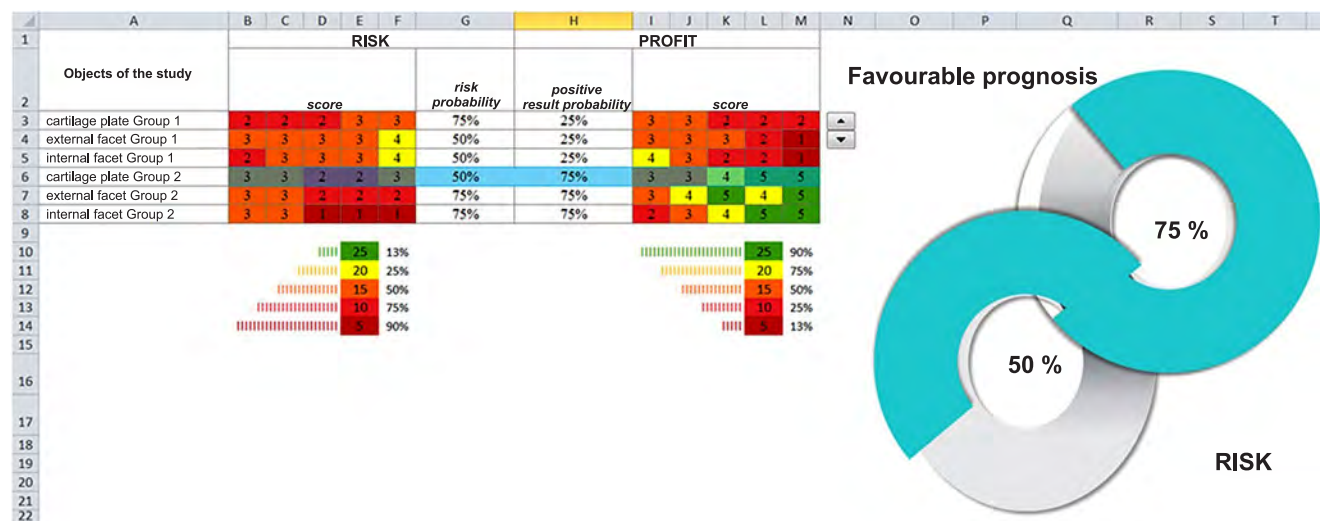 A B C D E F G H I J K L M N O P Q R S T
1 RISK PROFIT
2 Objects of the study score risk probability positive result probability score
3 cartilage plate Group 1 2 2 2 3 3 75% 25% 3 3 2 2 2
4 external facet Group 1 3 3 3 3 4 50% 25% 3 3 3 2 1
5 internal facet Group 1 2 3 3 3 4 50% 25% 4 3 2 2 1
6 cartilage plate Group 2 3 3 2 2 3 50% 75% 3 3 4 5 5
7 external facet Group 2 3 3 2 2 2 75% 75% 3 4 5 4 5
8 internal facet Group 2 3 3 1 1 1 75% 75% 2 3 4 5 5
9
10 25 13% 25 90%
11 20 25% 20 75%
12 15 50% 15 50%
13 10 75% 10 25%
14 5 90% 5 13%
15
16
17
18
19
20
21
22
Favourable prognosis
75 %
50 %
RISK